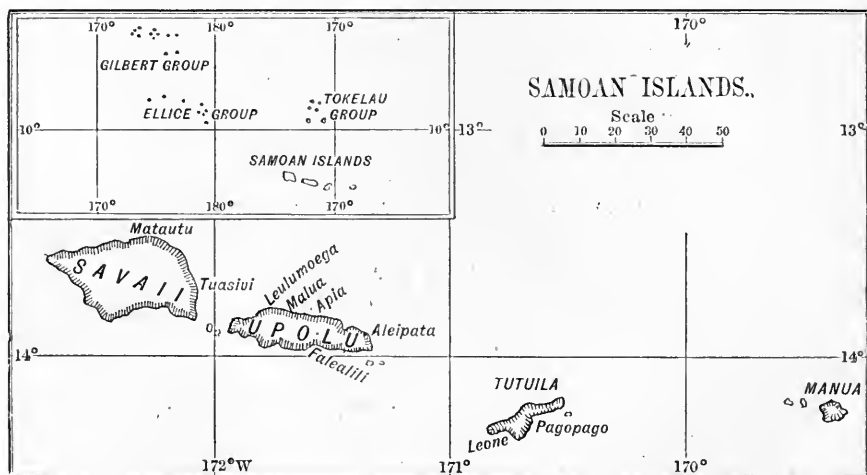 170° 180° 170°
GILBERT GROUP
ELLICE GROUP
TOKELAU
GROUP
10° 10°
SAMOAN ISLANDS
170° 180° 170°
170°
SAMOAN ISLANDS.
Scale
0 10 20 30 40 50
13° 13°
Matautu
SAVAII
Tuasivi
Leulumoega
Malua
Apia
UPOLU
Aleipata
Falealili
14° 14°
TUTUILA
Leone
Pagopago
MANUA
172° W 171° 170°